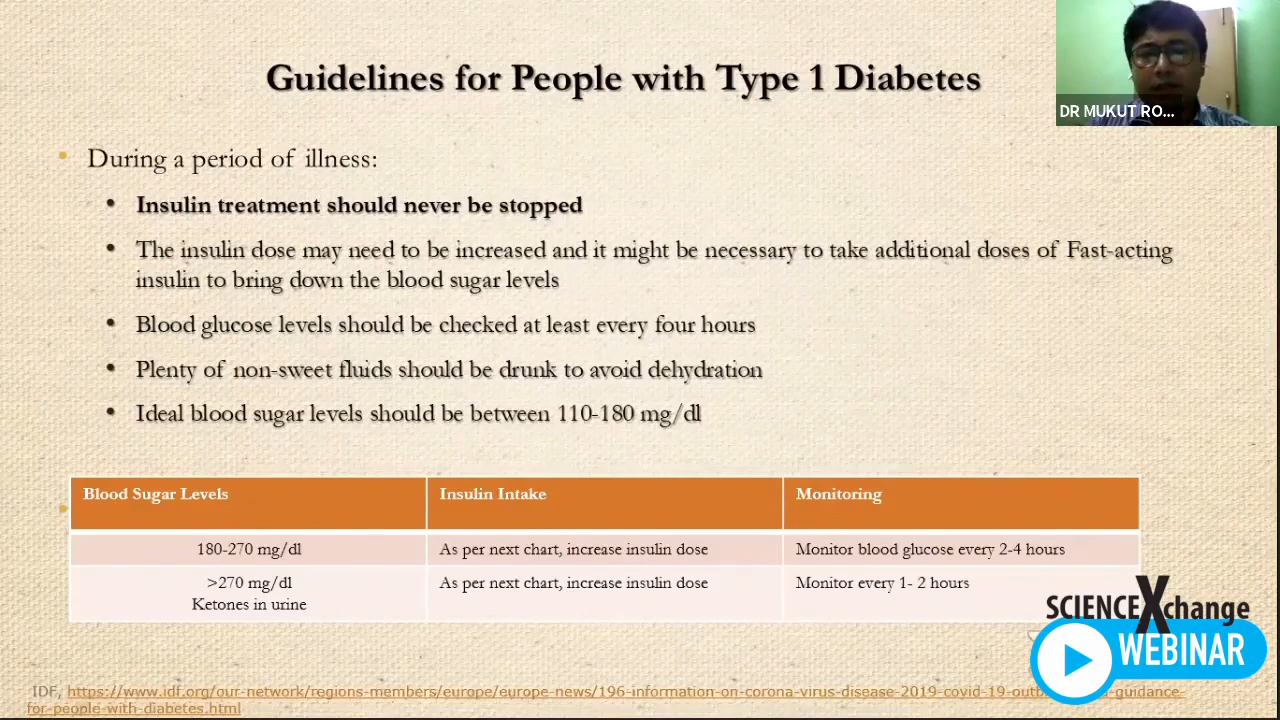 Guidelines for People with Type 1 Diabetes
DR MUKUT RO...
• During a period of illness:
• Insulin treatment should never be stopped
• The insulin dose may need to be increased and it might be necessary to take additional doses of Fast-acting
insulin to bring down the blood sugar levels
• Blood glucose levels should be checked at least every four hours
• Plenty of non-sweet fluids should be drunk to avoid dehydration
• Ideal blood sugar levels should be between 110-180 mg/dl
Blood Sugar Levels Insulin Intake Monitoring
180-270 mg/dl As per next chart, increase insulin dose Monitor blood glucose every 2-4 hours
>270 mg/dl As per next chart, increase insulin dose Monitor every 1- 2 hours
Ketones in urine
SCIENCEXchange
WEBINAR
IDF, https://www.idf.org/our-network/regions-members/europe/europe-news/196-information-on-corona-virus-disease-2019-covid-19-outb guidance-
for-people-with-diabetes.html